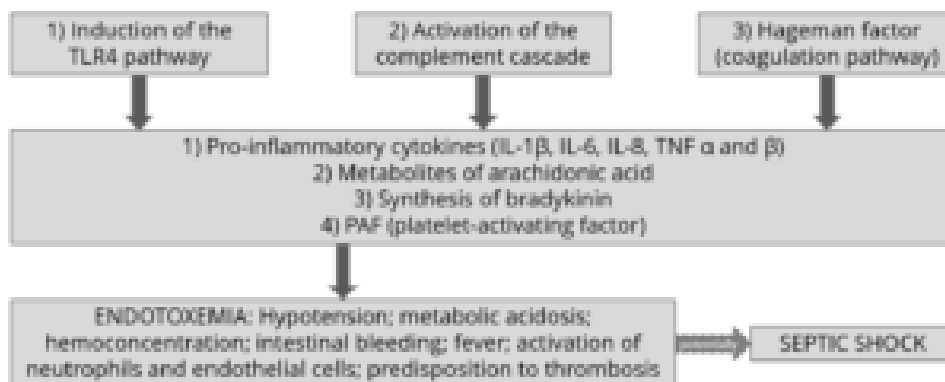 1) Induction of the
TLR4 pathway
2) Activation of the
complement cascade
3) Hageman factor
(coagulation pathway)
1) Pro-inflammatory cytokines (IL-1β, IL-6, IL-8, TNF α and β)
2) Metabolites of arachidonic acid
3) Synthesis of bradykinin
4) PAF (platelet-activating factor)
ENDOTOXEMIA: Hypotension; metabolic acidosis;
hemoconcentration; intestinal bleeding; fever; activation of
neutrophils and endothelial cells; predisposition to thrombosis
SEPTIC SHOCK